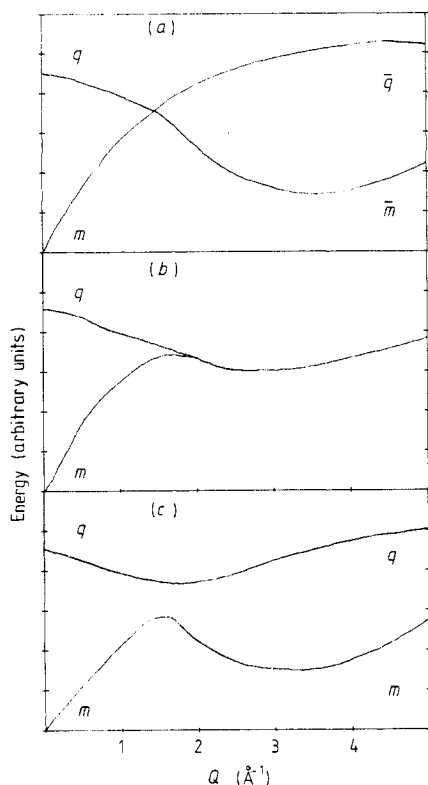 (a)
q
q̄
m̄
m
(b)
q
m
(c)
q
q
m
m
Energy (arbitrary units)
1 2 3 4
Q (Å⁻¹)